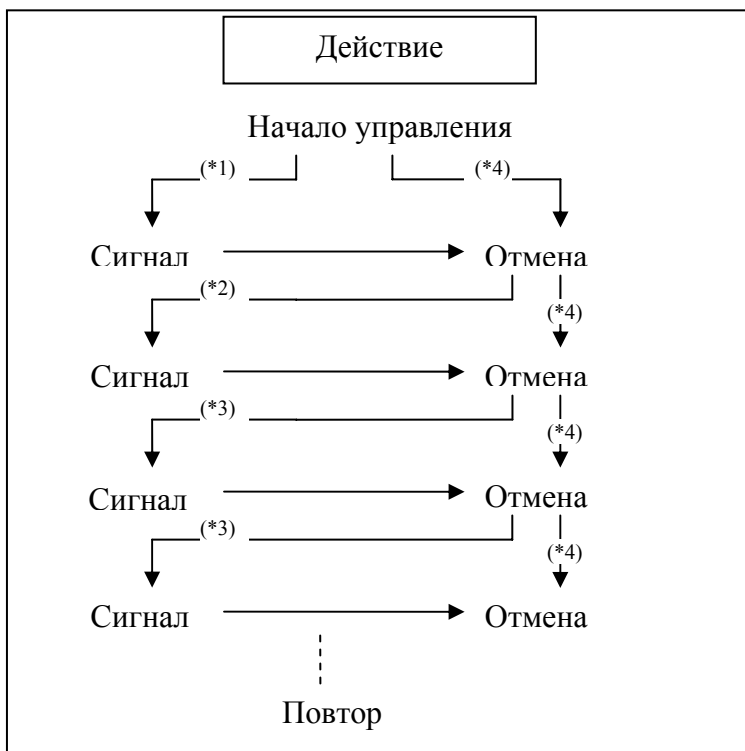 Действие
Начало управления
(*1) (*4)
Сигнал Отмена
(*2) (*4)
Сигнал Отмена
(*3) (*4)
Сигнал Отмена
(*3) (*4)
Сигнал Отмена
Повтор